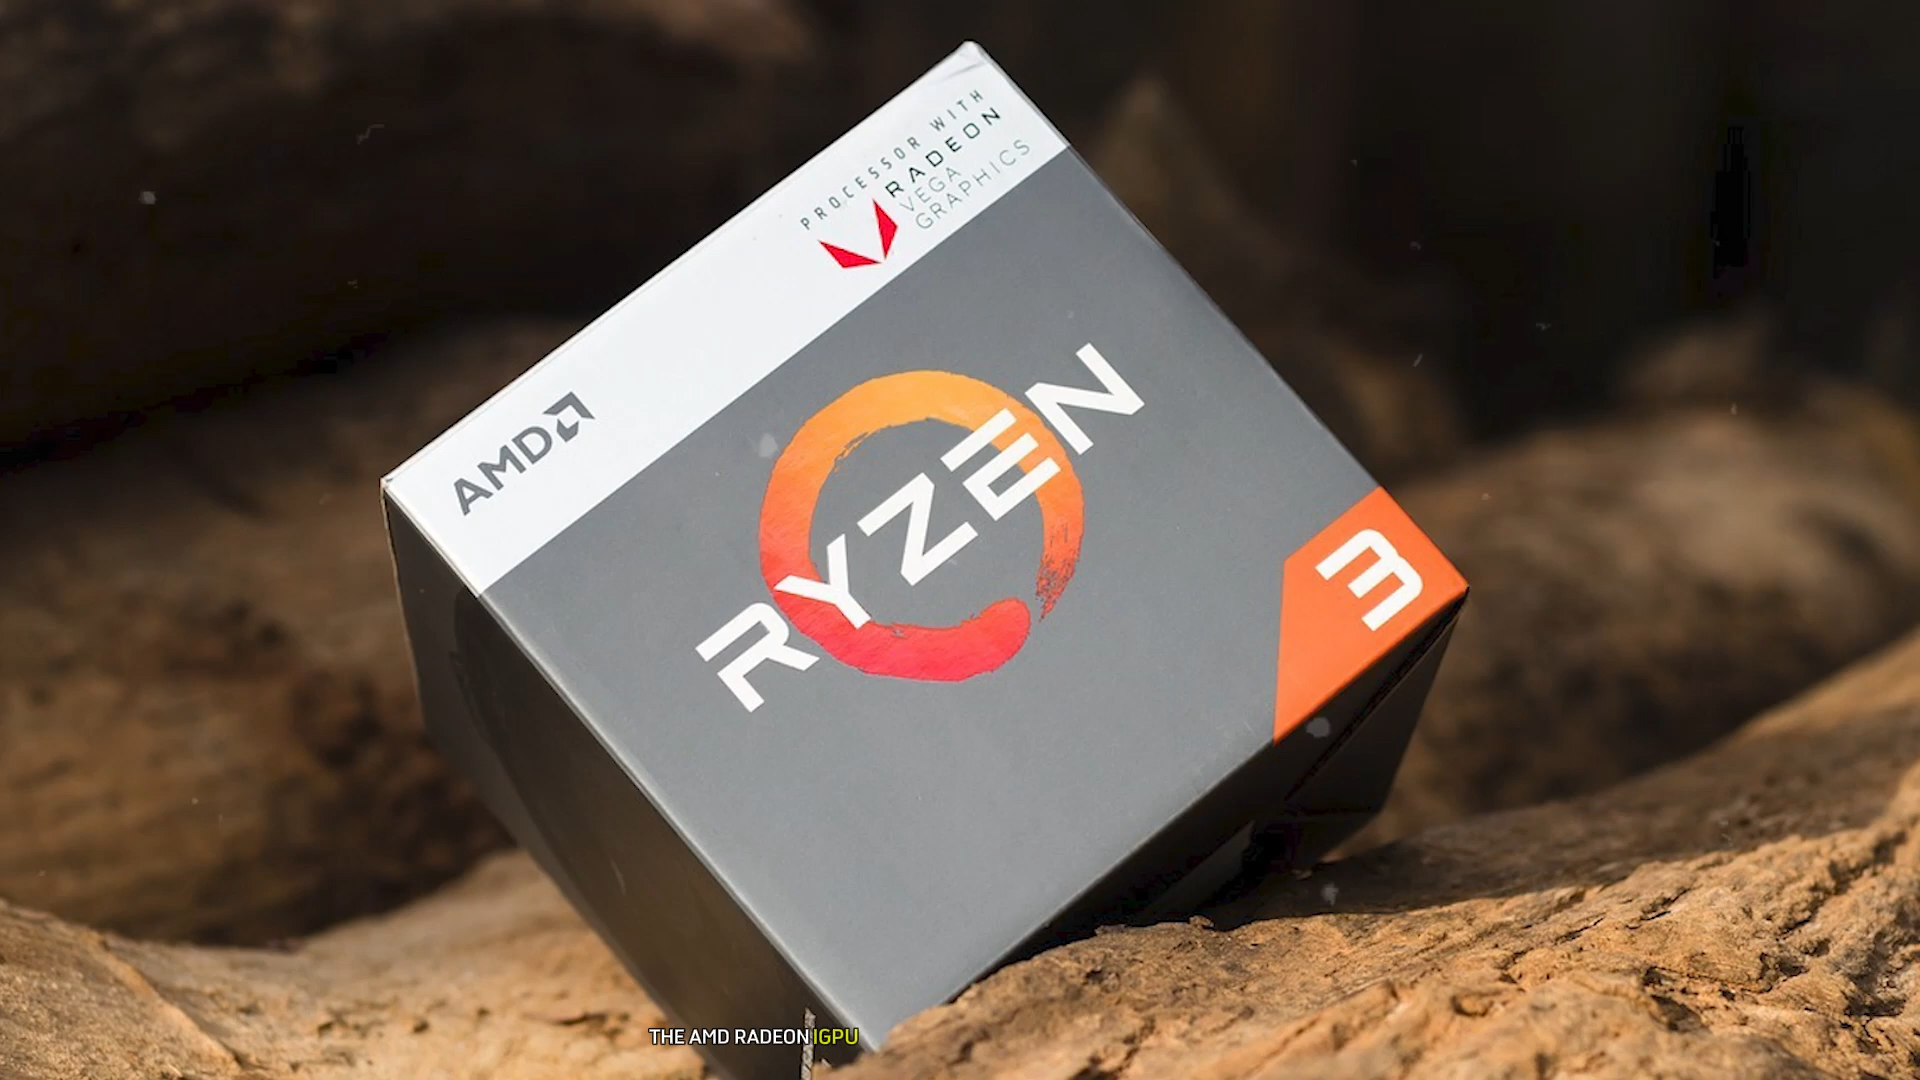 PROCESSOR WITH
RADEON
VEGA
GRAPHICS
AMD
RYZEN
3
THE AMD RADEON IGPU